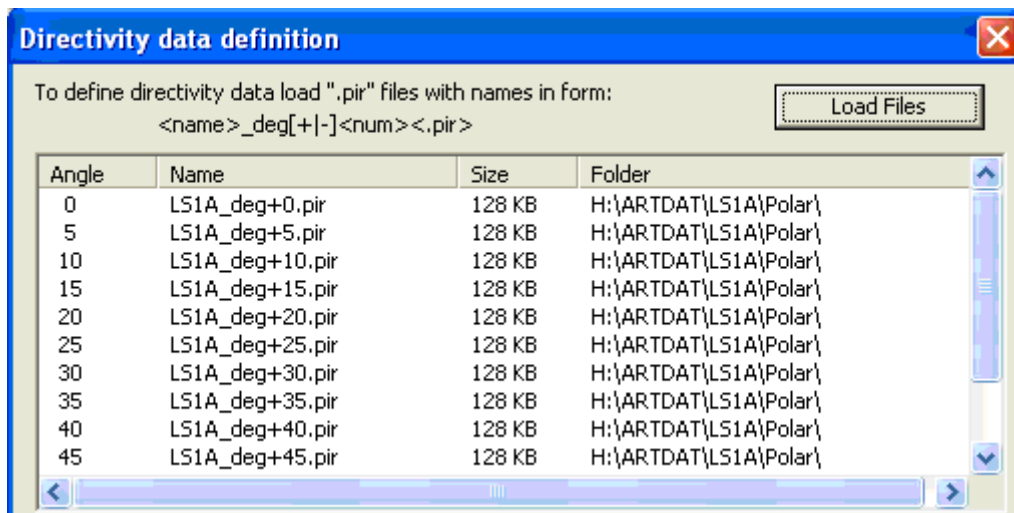 Directivity data definition
To define directivity data load ".pir" files with names in form:
<name>_deg[+|-]<num><.pir>
Load Files
Angle Name Size Folder
0 LS1A_deg+0.pir 128 KB H:\ARTDAT\LS1A\Polar\
5 LS1A_deg+5.pir 128 KB H:\ARTDAT\LS1A\Polar\
10 LS1A_deg+10.pir 128 KB H:\ARTDAT\LS1A\Polar\
15 LS1A_deg+15.pir 128 KB H:\ARTDAT\LS1A\Polar\
20 LS1A_deg+20.pir 128 KB H:\ARTDAT\LS1A\Polar\
25 LS1A_deg+25.pir 128 KB H:\ARTDAT\LS1A\Polar\
30 LS1A_deg+30.pir 128 KB H:\ARTDAT\LS1A\Polar\
35 LS1A_deg+35.pir 128 KB H:\ARTDAT\LS1A\Polar\
40 LS1A_deg+40.pir 128 KB H:\ARTDAT\LS1A\Polar\
45 LS1A_deg+45.pir 128 KB H:\ARTDAT\LS1A\Polar\